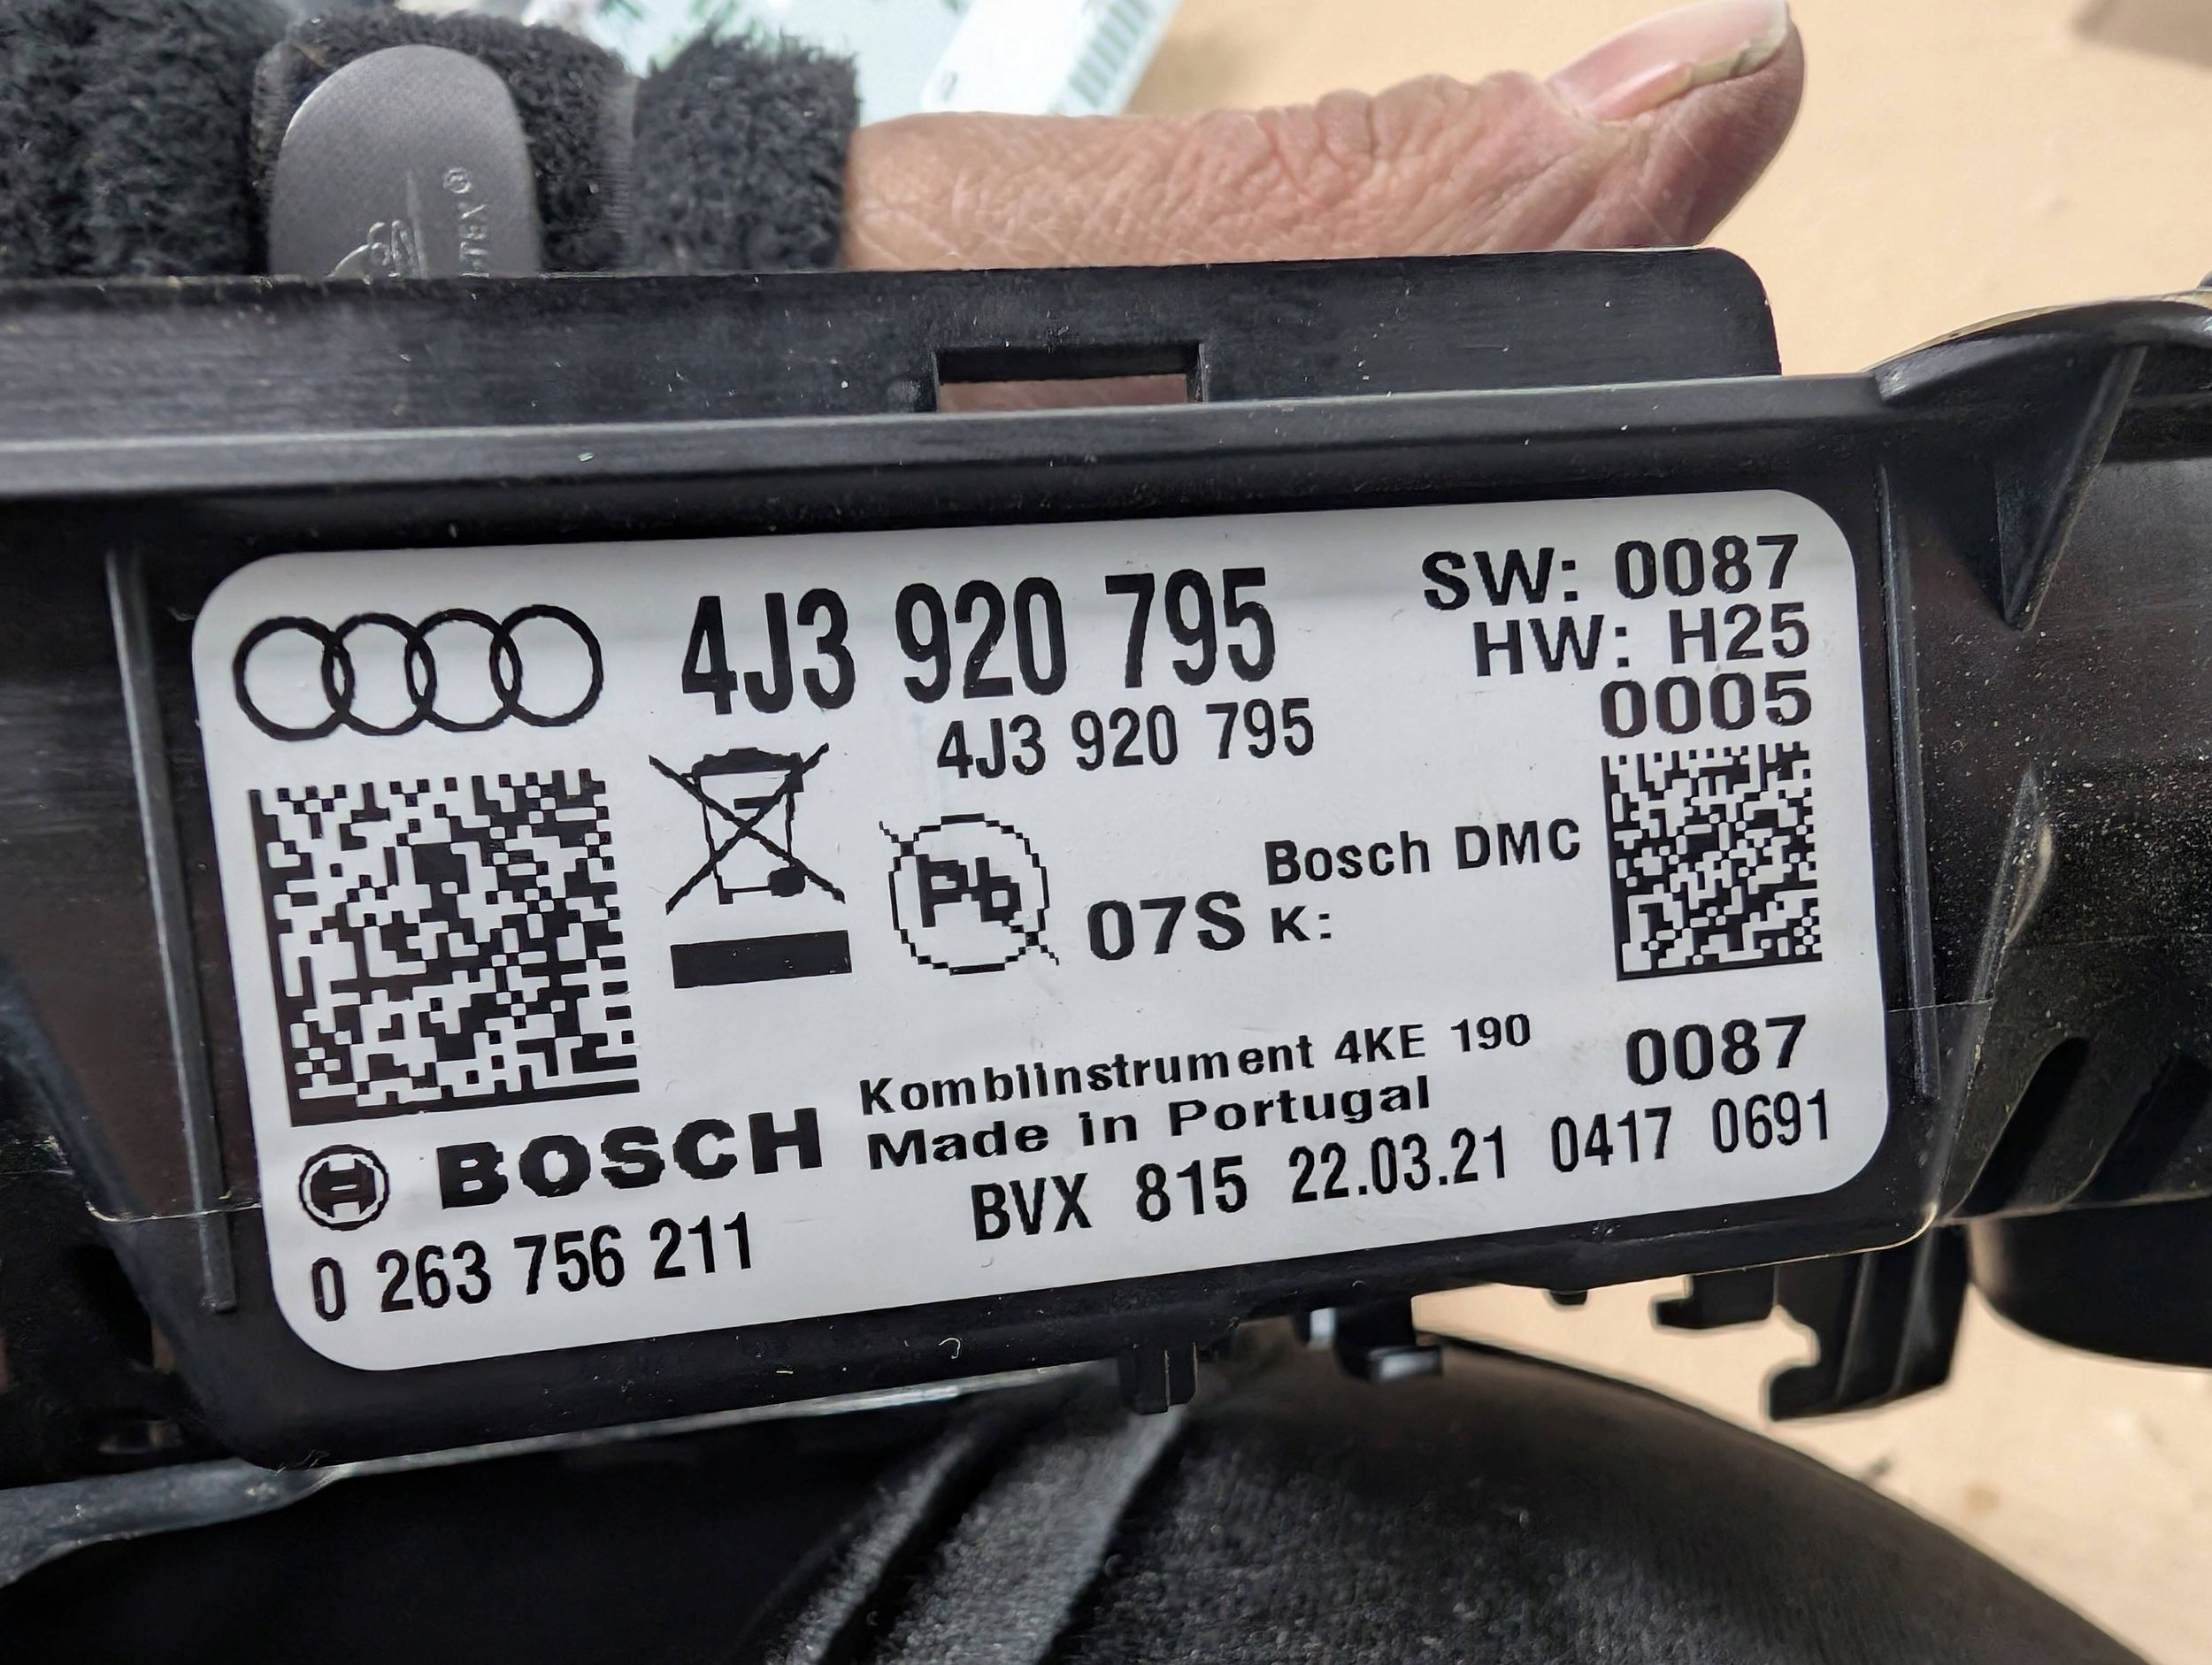 4J3 920 795
SW: 0087
HW: H25
0005
4J3 920 795
Pb
07S
Bosch DMC
K:
Kombiinstrument 4KE 190
0087
Made in Portugal
BOSCH
BVX 815 22.03.21 0417 0691
0 263 756 211